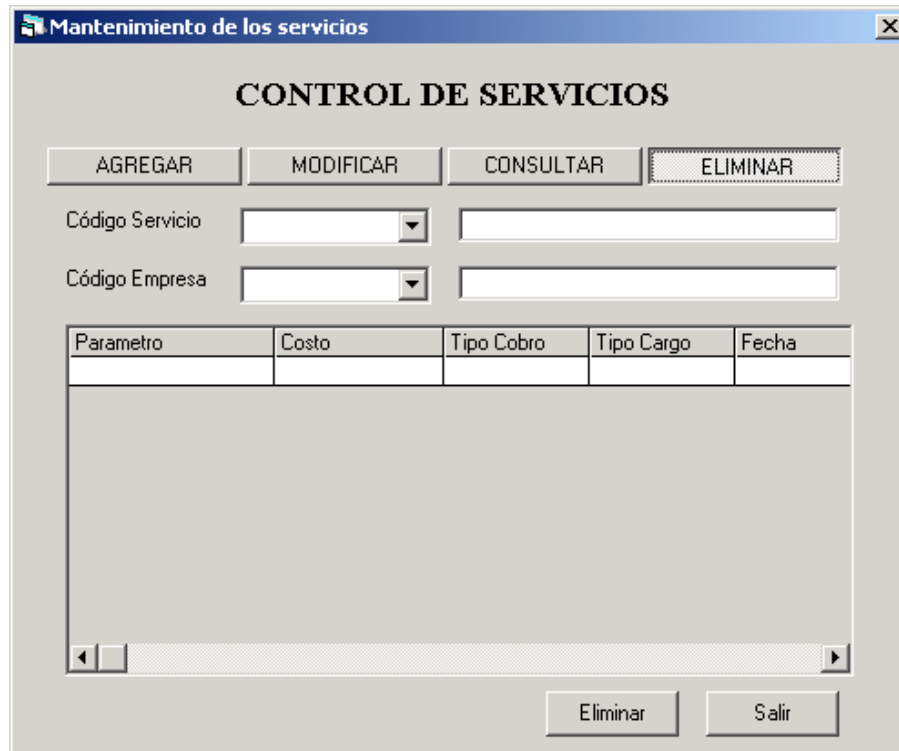 Mantenimiento de los servicios
CONTROL DE SERVICIOS
AGREGAR MODIFICAR CONSULTAR ELIMINAR
Código Servicio
Código Empresa
Parametro Costo Tipo Cobro Tipo Cargo Fecha
Eliminar Salir